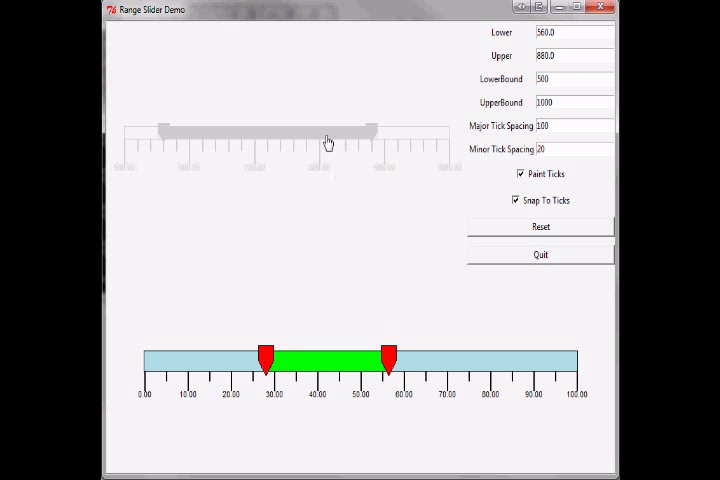 Range Slider Demo
Lower 560.0
Upper 880.0
LowerBound 500
UpperBound 1000
Major Tick Spacing 100
Minor Tick Spacing 20
Paint Ticks
Snap To Ticks
Reset
Quit
0.00 10.00 20.00 30.00 40.00 50.00 60.00 70.00 80.00 90.00 100.00